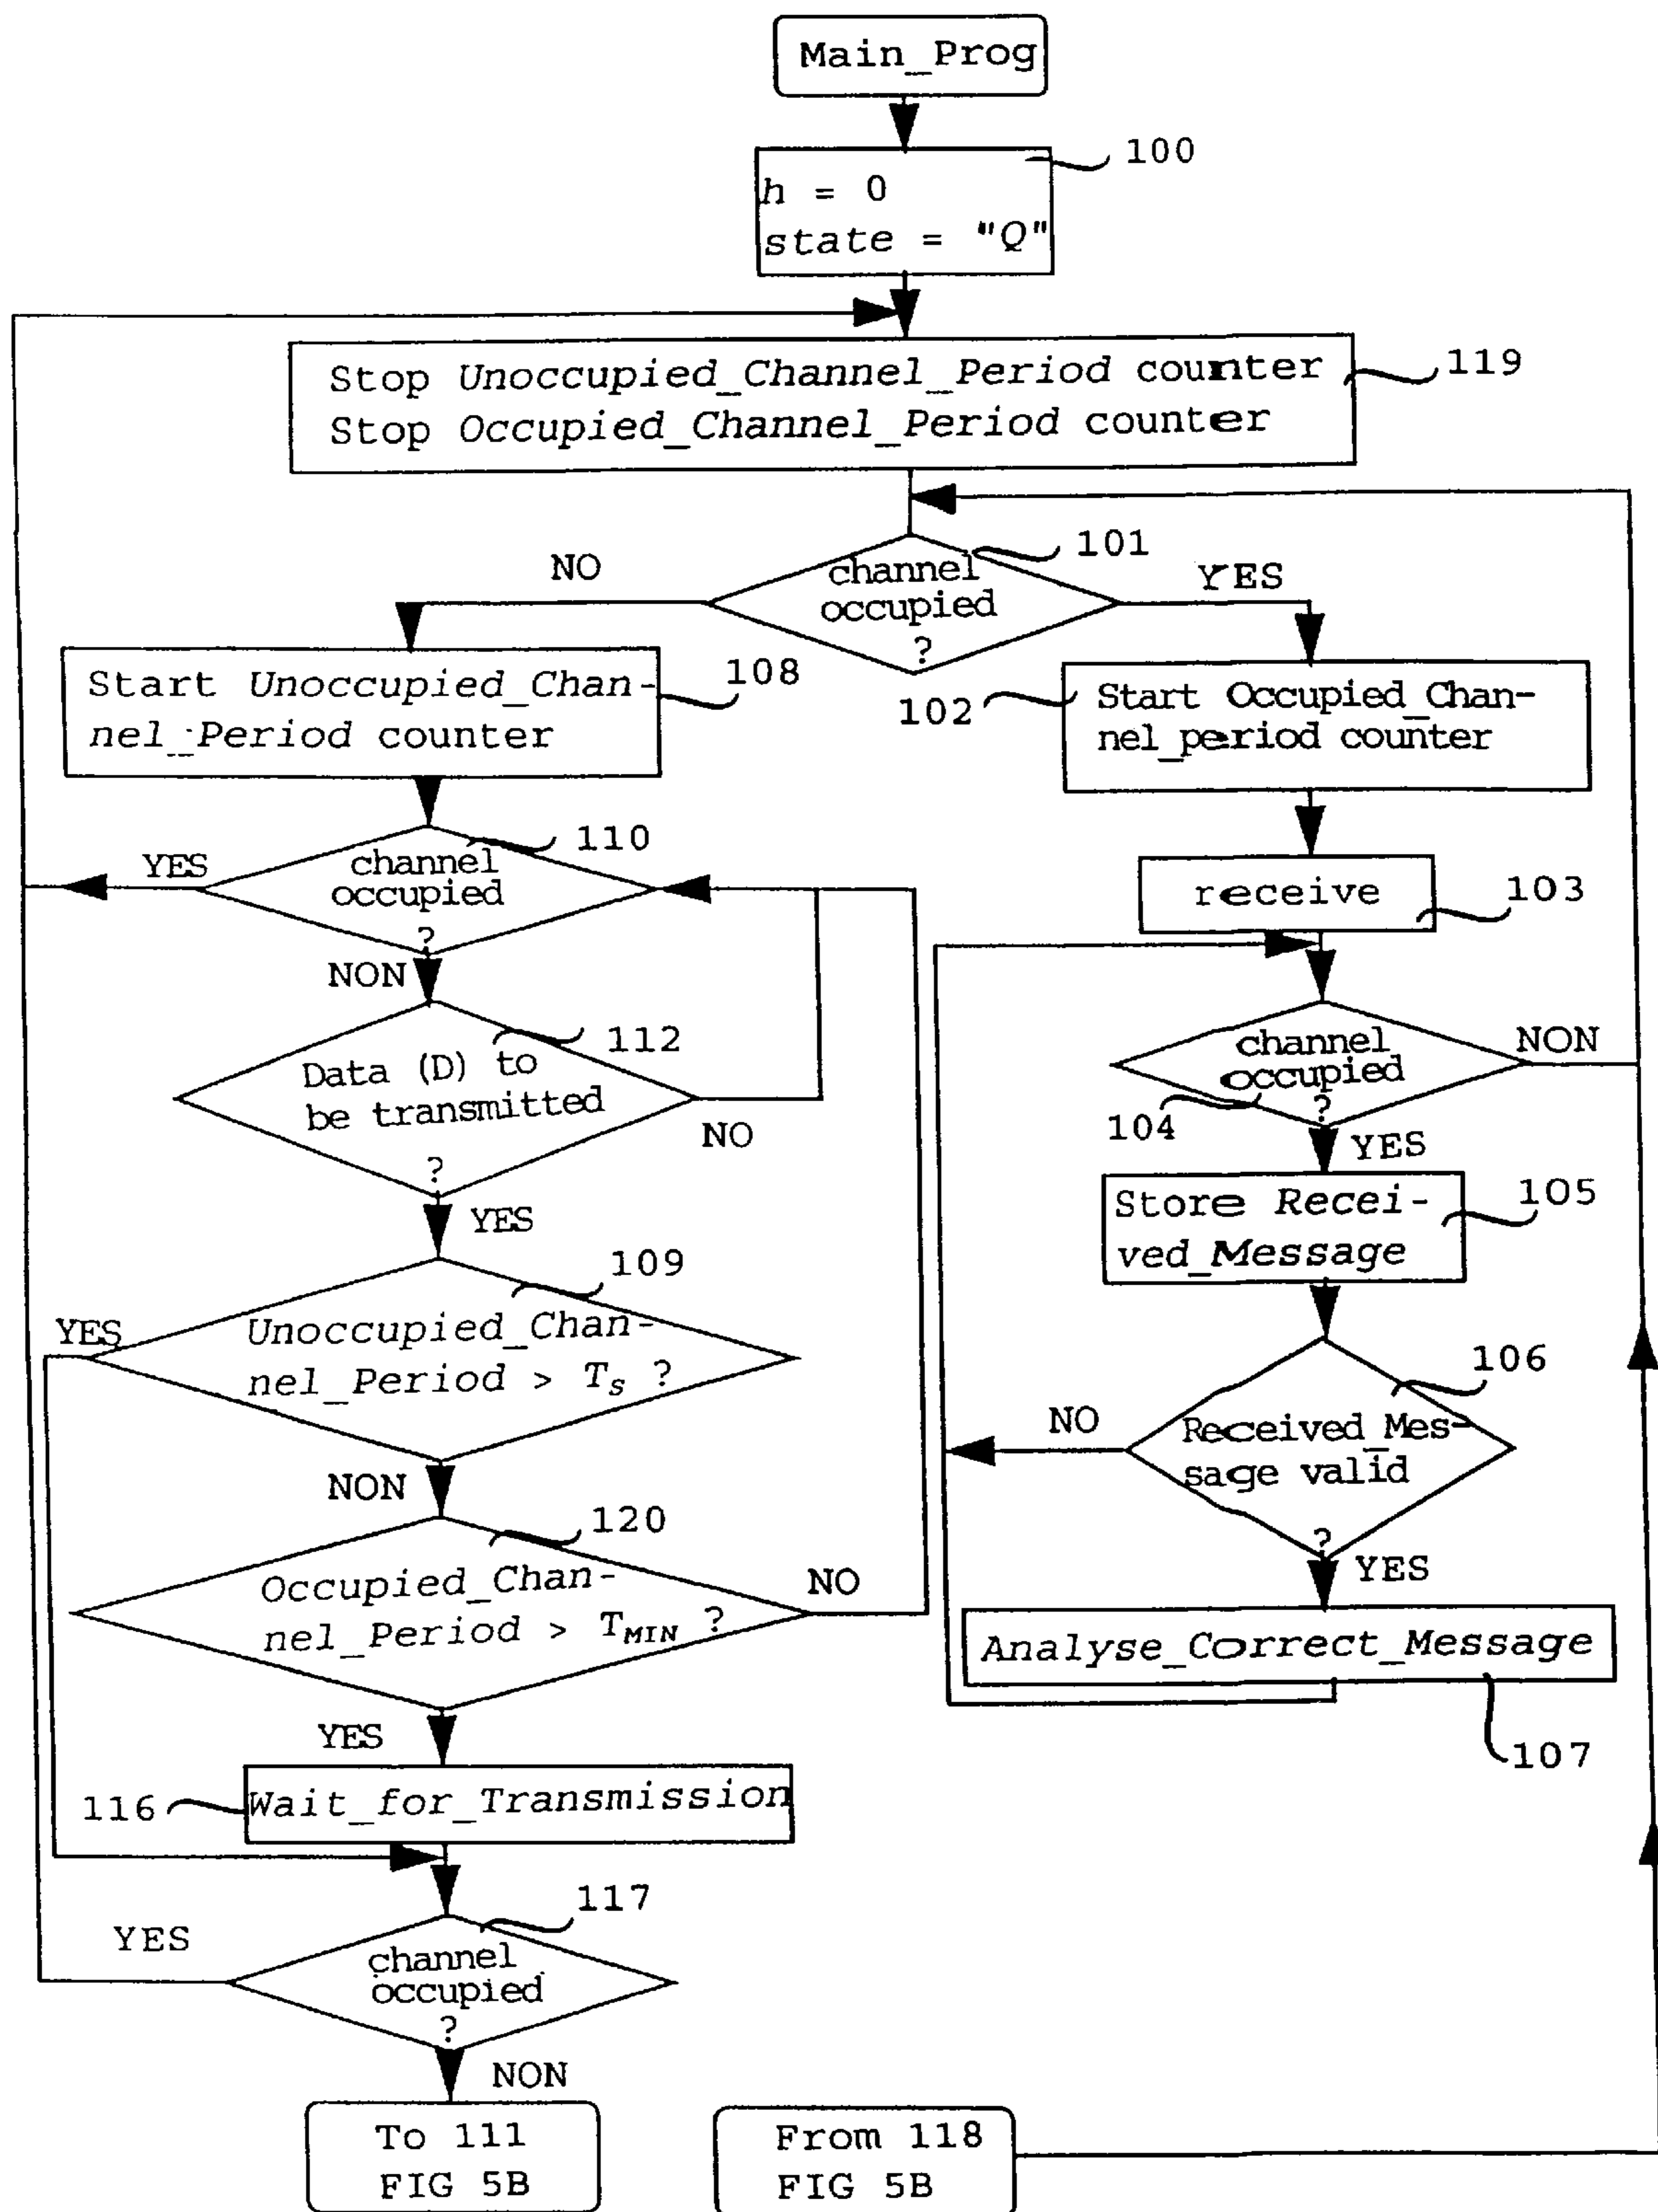 Main_Prog
100
h = 0
state = "Q"
Stop Unoccupied_Channel_Period counter
Stop Occupied_Channel_Period counter
119
101
channel
occupied
?
NO
YES
Start Unoccupied_Chan-
nel_Period counter
108
102
Start Occupied_Chan-
nel_period counter
110
channel
occupied
?
YES
NON
receive
103
112
Data (D) to
be transmitted
?
NO
YES
channel
occupied
?
104
NON
YES
Store Recei-
ved_Message
105
109
Unoccupied_Chan-
nel_Period > TS ?
YES
NON
106
Received_Mes-
sage valid
?
NO
YES
120
Occupied_Chan-
nel_Period > TMIN ?
NO
YES
Analyse_Correct_Message
107
116
Wait_for_Transmission
117
channel
occupied
?
YES
NON
To 111
FIG 5B
From 118
FIG 5B